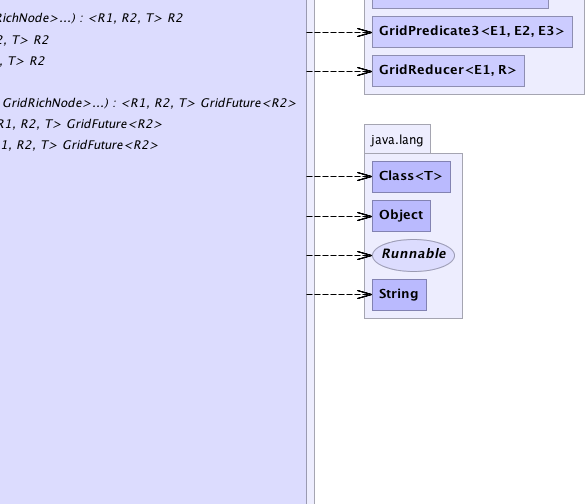 RichNode>...) : <R1, R2, T> R2
2, T> R2
, T> R2
GridRichNode>...) : <R1, R2, T> GridFuture<R2>
R1, R2, T> GridFuture<R2>
1, R2, T> GridFuture<R2>
GridPredicate3<E1, E2, E3>
GridReducer<E1, R>
java.lang
Class<T>
Object
Runnable
String